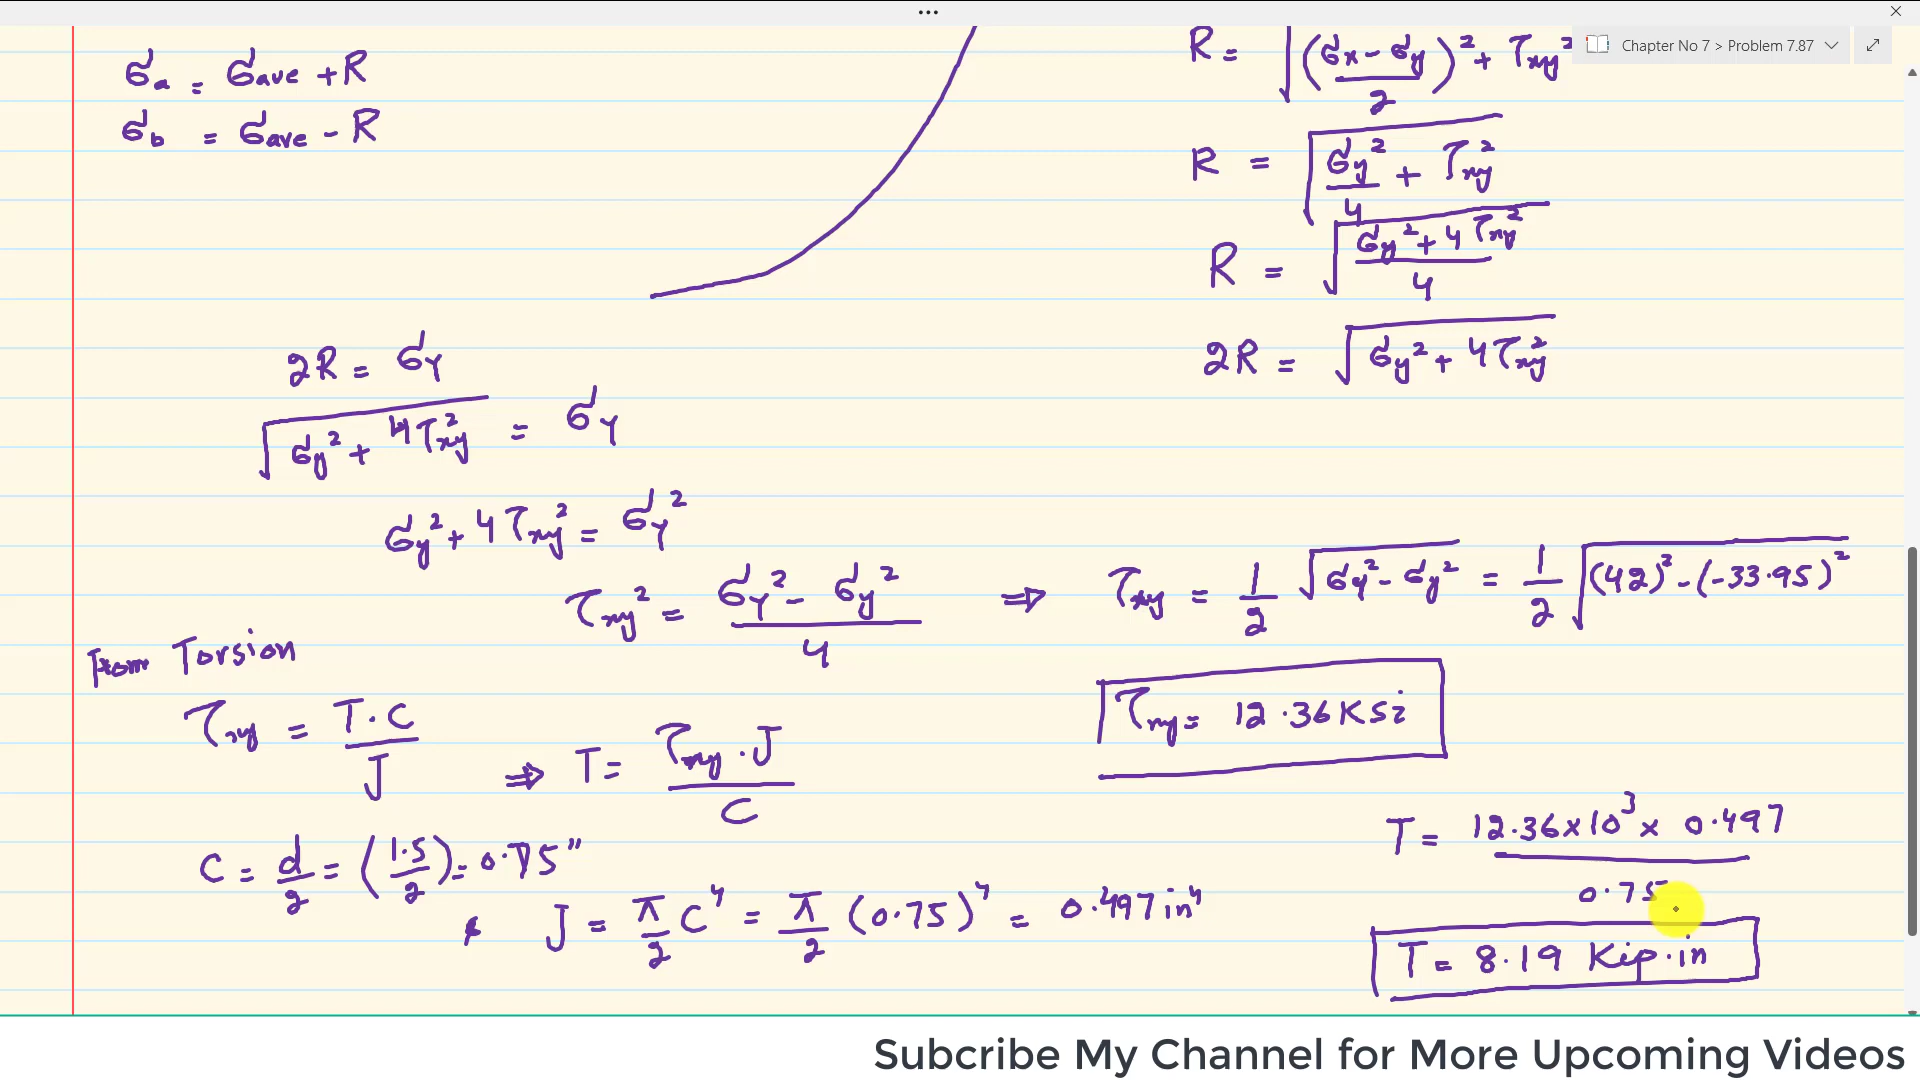 Chapter No 7 > Problem 7.87
σa = σave + R
σb = σave - R
R = √((σx - σy)/2)² + τxy²
R = √(σy²/4 + τxy²)
R = √((σy² + 4τxy²)/4)
2R = √(σy² + 4τxy²)
2R = σY
√(σy² + 4τxy²) = σY
σy² + 4τxy² = σY²
τxy² = (σY² - σy²)/4 ⇒ τxy = 1/2 √(σY² - σy²) = 1/2 √((42)² - (-33.95)²)
τxy = 12.36 Ksi
From Torsion
τxy = T·C/J ⇒ T = τxy·J/C
C = d/2 = (1.5/2) = 0.75"
& J = π/2 C⁴ = π/2 (0.75)⁴ = 0.497 in⁴
T = 12.36×10³ × 0.497 / 0.75
T = 8.19 Kip·in
Subcribe My Channel for More Upcoming Videos